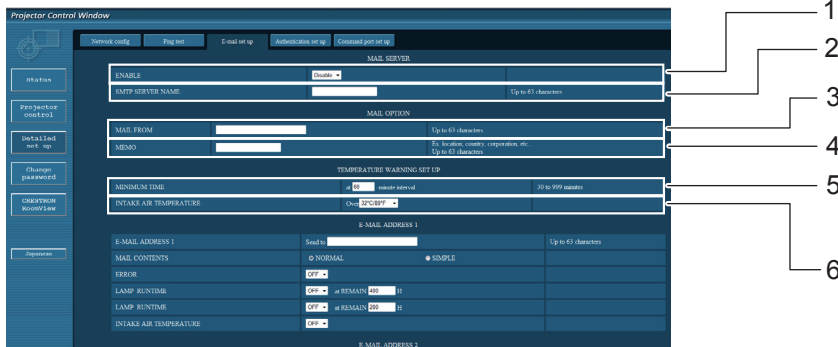 Projector Control Window
1
Network config Ping test E-mail set up Authentication set up Command port set up
2
MAIL SERVER
Status
ENABLE Disable
SMTP SERVER NAME Up to 63 characters
3
Projector control
MAIL OPTION
MAIL FROM Up to 63 characters
4
Detailed set up
MEMO Ex. location, country, corporation, etc..
Up to 63 characters
Change password
TEMPERATURE WARNING SET UP
5
MINIMUM TIME at 60 minute interval 30 to 999 minutes
CRESTRON RoomView
INTAKE AIR TEMPERATURE Over 32°C/89°F
6
E-MAIL ADDRESS 1
E-MAIL ADDRESS 1 Send to Up to 63 characters
Japanese
MAIL CONTENTS NORMAL SIMPLE
ERROR OFF
LAMP RUNTIME OFF at REMAIN 400 H
LAMP RUNTIME OFF at REMAIN 200 H
INTAKE AIR TEMPERATURE OFF
E-MAIL ADDRESS 2